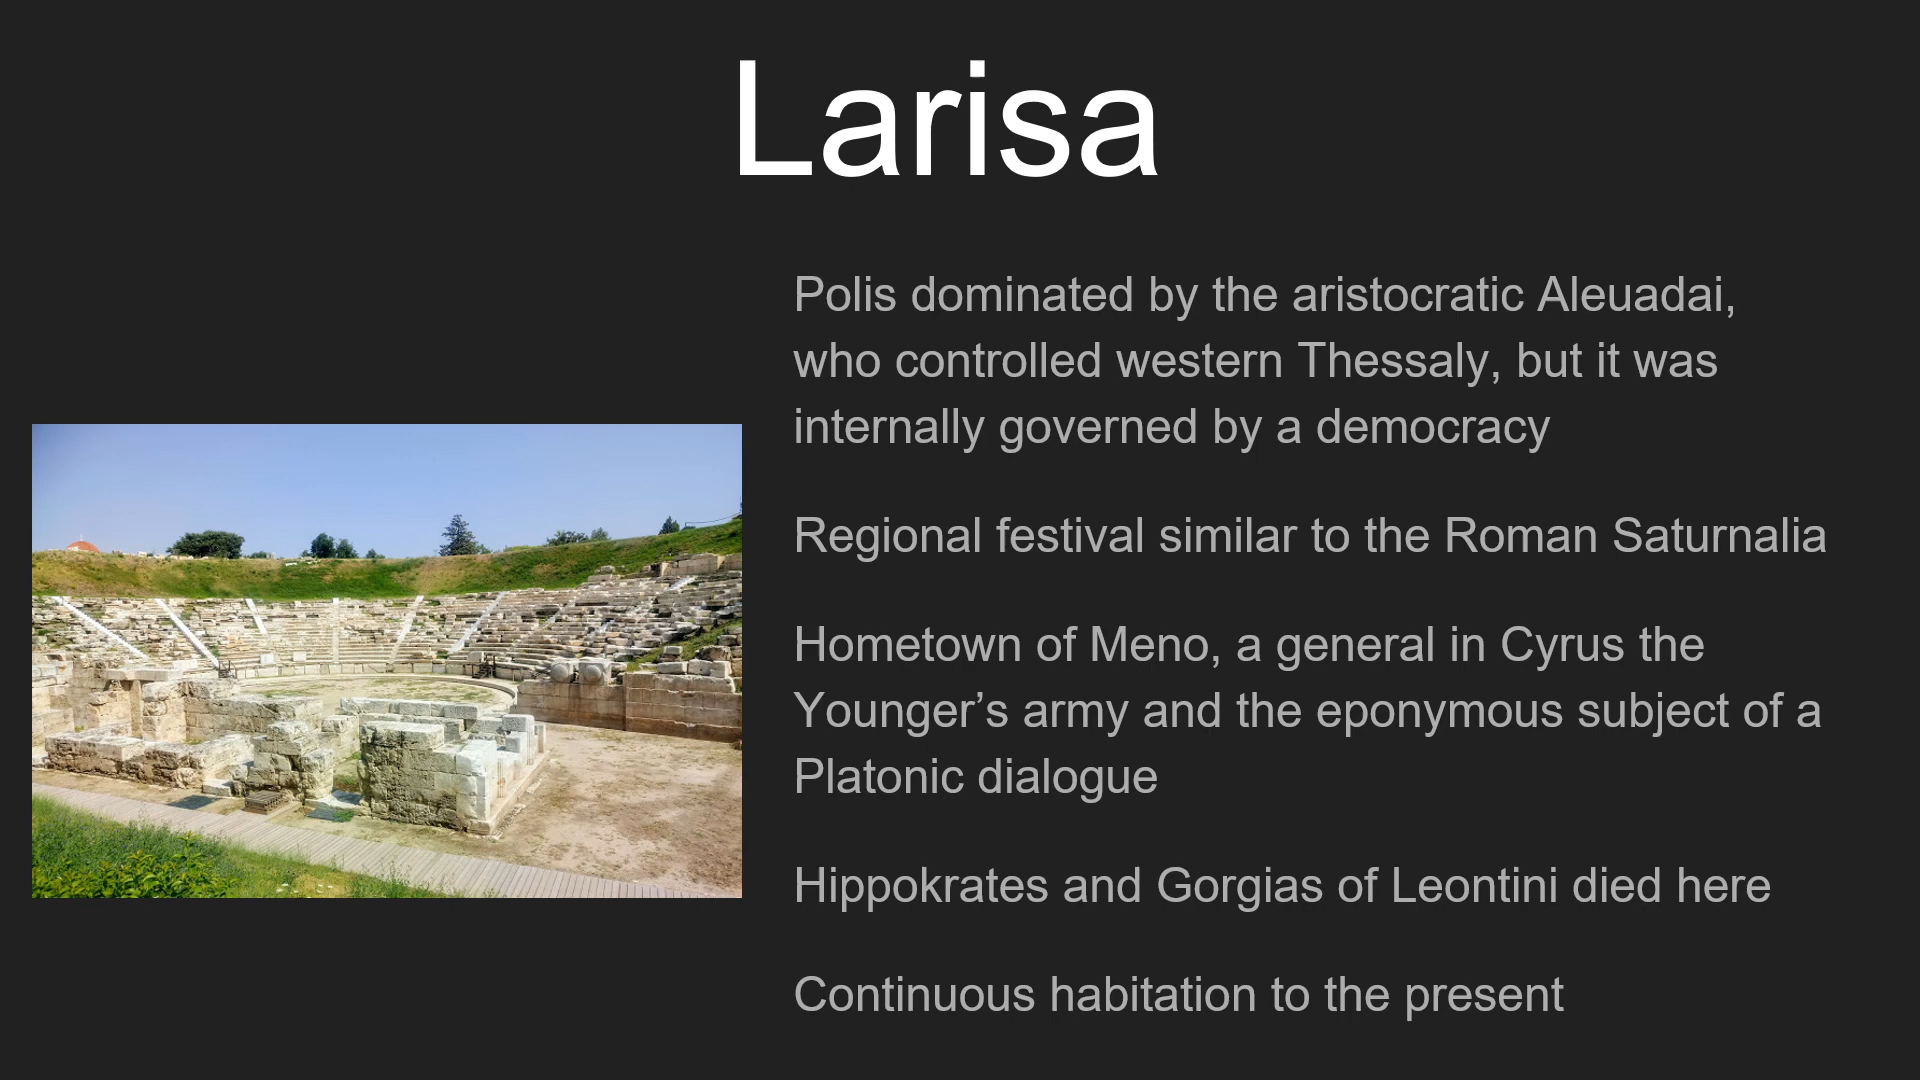 Larisa
Polis dominated by the aristocratic Aleuadai,
who controlled western Thessaly, but it was
internally governed by a democracy
Regional festival similar to the Roman Saturnalia
Hometown of Meno, a general in Cyrus the
Younger’s army and the eponymous subject of a
Platonic dialogue
Hippokrates and Gorgias of Leontini died here
Continuous habitation to the present